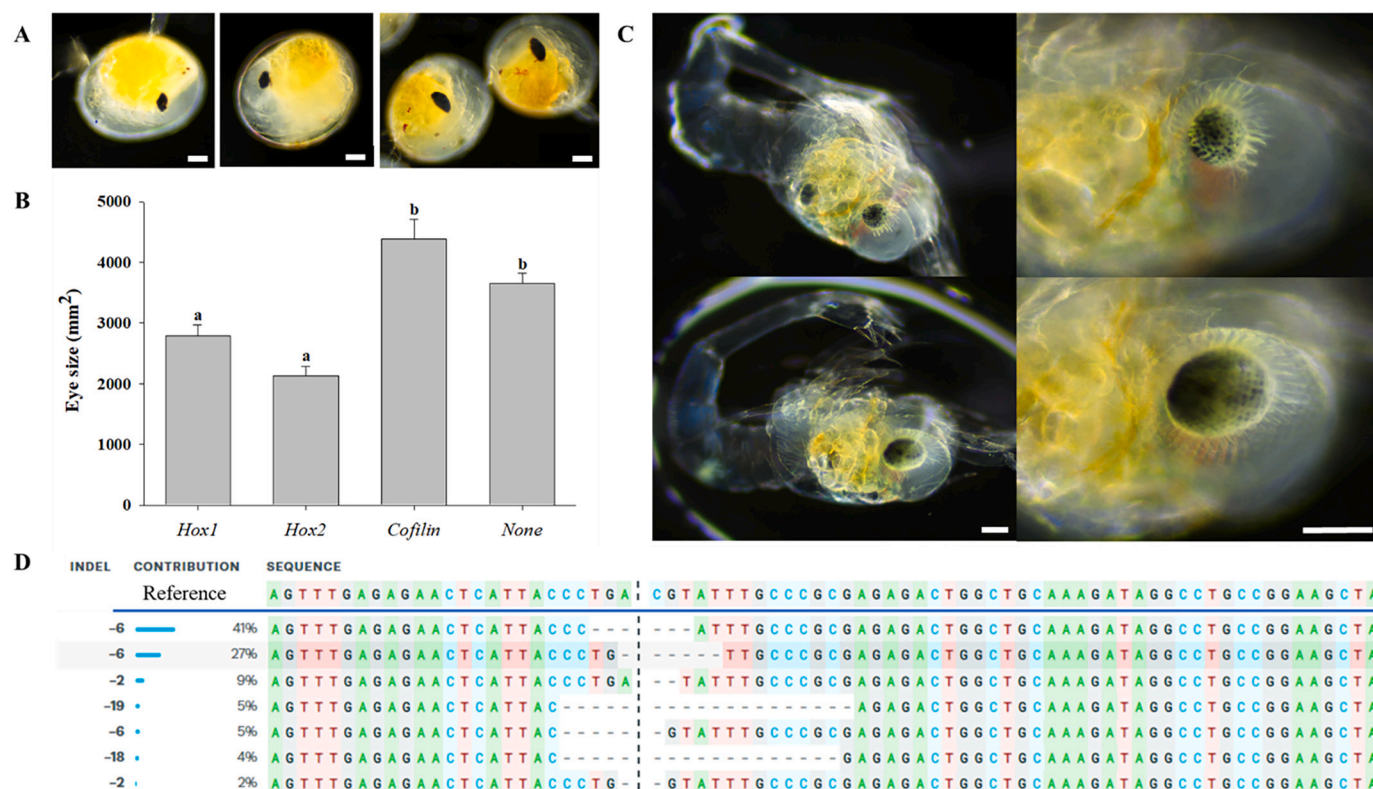 A
C
B
5000
4000
3000
2000
1000
0
Eye size (mm²)
a
a
b
b
Hox1 Hox2 Cofilin None
D
INDEL CONTRIBUTION SEQUENCE
Reference AGTTTGAGAGAACTCATTACCCTGA CGTATTTGCCCGCGAGAGACTGGCTGCAAAGATAGGCCTGCCGGAAGCTA
-6 41% AGTTTGAGAGAACTCATTACCC--- ---ATTTGCCCGCGAGAGACTGGCTGCAAAGATAGGCCTGCCGGAAGCTA
-6 27% AGTTTGAGAGAACTCATTACCCTG- -----TTGCCCGCGAGAGACTGGCTGCAAAGATAGGCCTGCCGGAAGCTA
-2 9% AGTTTGAGAGAACTCATTACCCTGA --TATTTGCCCGCGAGAGACTGGCTGCAAAGATAGGCCTGCCGGAAGCTA
-19 5% AGTTTGAGAGAACTCATTAC----- --------------AGAGACTGGCTGCAAAGATAGGCCTGCCGGAAGCTA
-6 5% AGTTTGAGAGAACTCATTAC----- -GTATTTGCCCGCGAGAGACTGGCTGCAAAGATAGGCCTGCCGGAAGCTA
-18 4% AGTTTGAGAGAACTCATTAC----- -------------GAGAGACTGGCTGCAAAGATAGGCCTGCCGGAAGCTA
-2 2% AGTTTGAGAGAACTCATTACCCTG- -GTATTTGCCCGCGAGAGACTGGCTGCAAAGATAGGCCTGCCGGAAGCTA